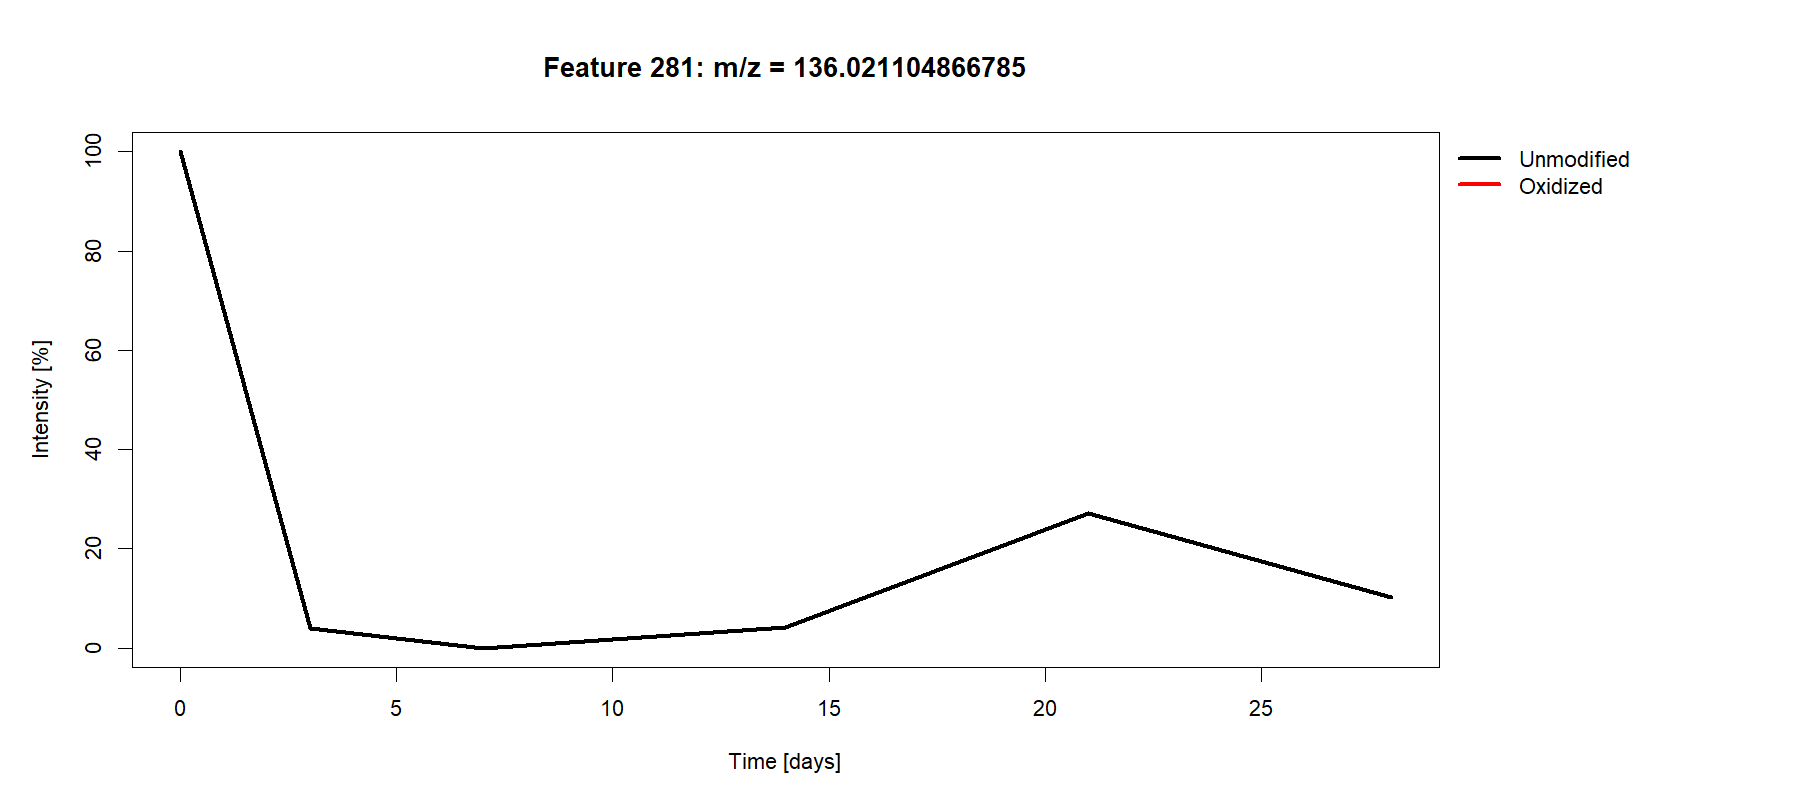 Feature 281: m/z = 136.021104866785
Unmodified
Oxidized
Intensity [%]
100
80
60
40
20
0
0 5 10 15 20 25
Time [days]